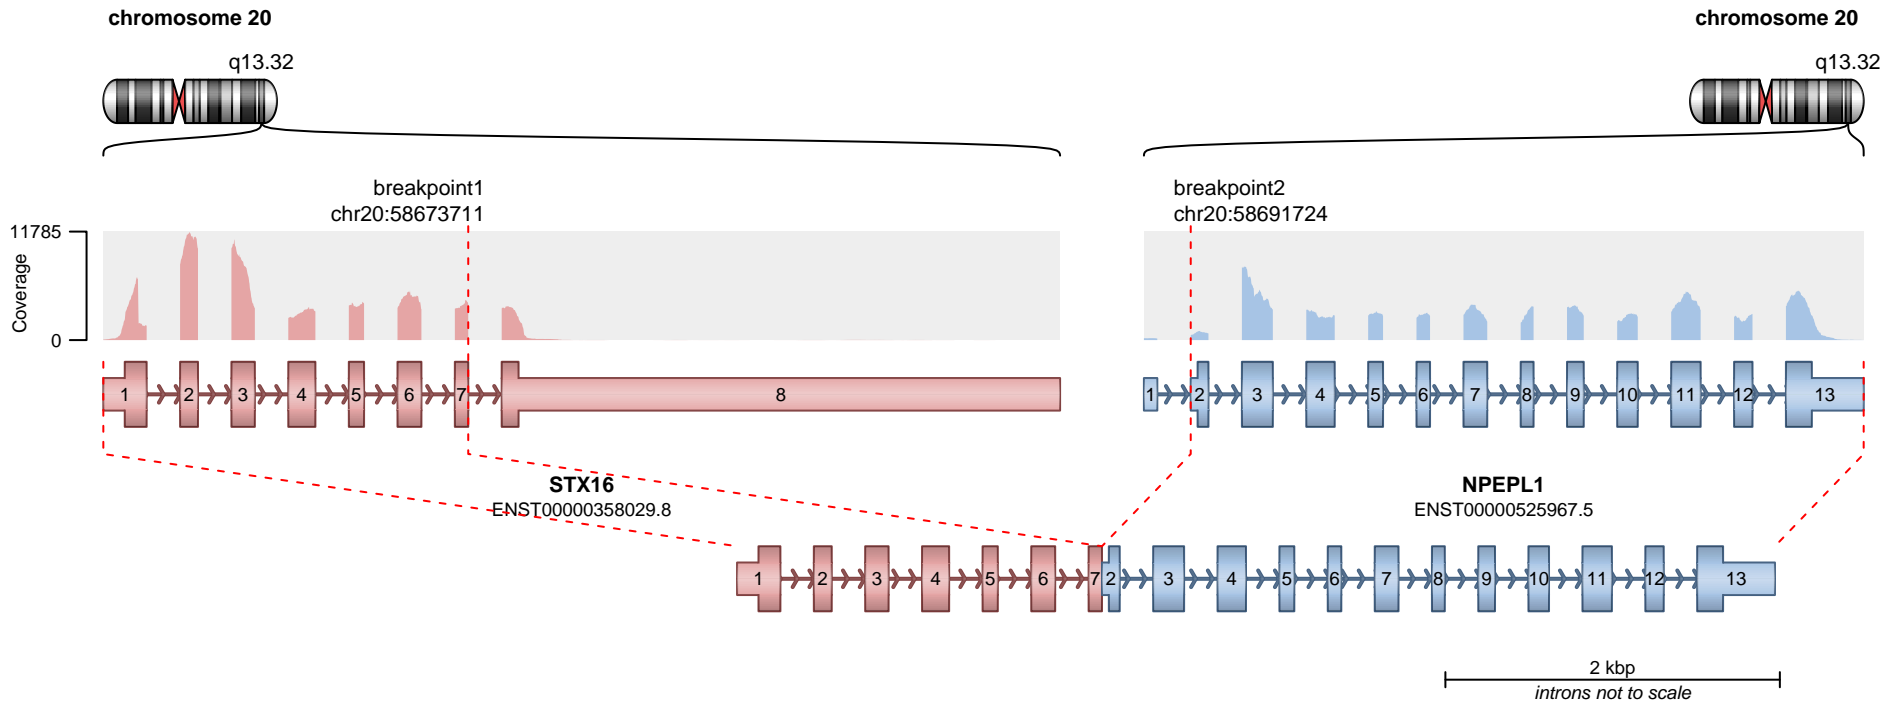 chromosome 20
chromosome 20
q13.32
q13.32
breakpoint1
chr20:58673711
breakpoint2
chr20:58691724
11785
Coverage
0
1 2 3 4 5 6 7 8
1 2 3 4 5 6 7 8 9 10 11 12 13
STX16
ENST00000358029.8
NPEPL1
ENST00000525967.5
1 2 3 4 5 6 7 2 3 4 5 6 7 8 9 10 11 12 13
2 kbp
introns not to scale